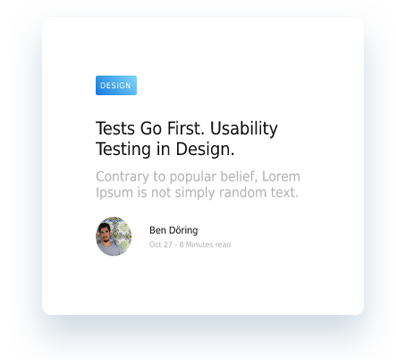 DESIGN
Tests Go First. Usability
Testing in Design.
Contrary to popular belief, Lorem
Ipsum is not simply random text.
Ben Döring
Oct 27 - 8 Minutes read